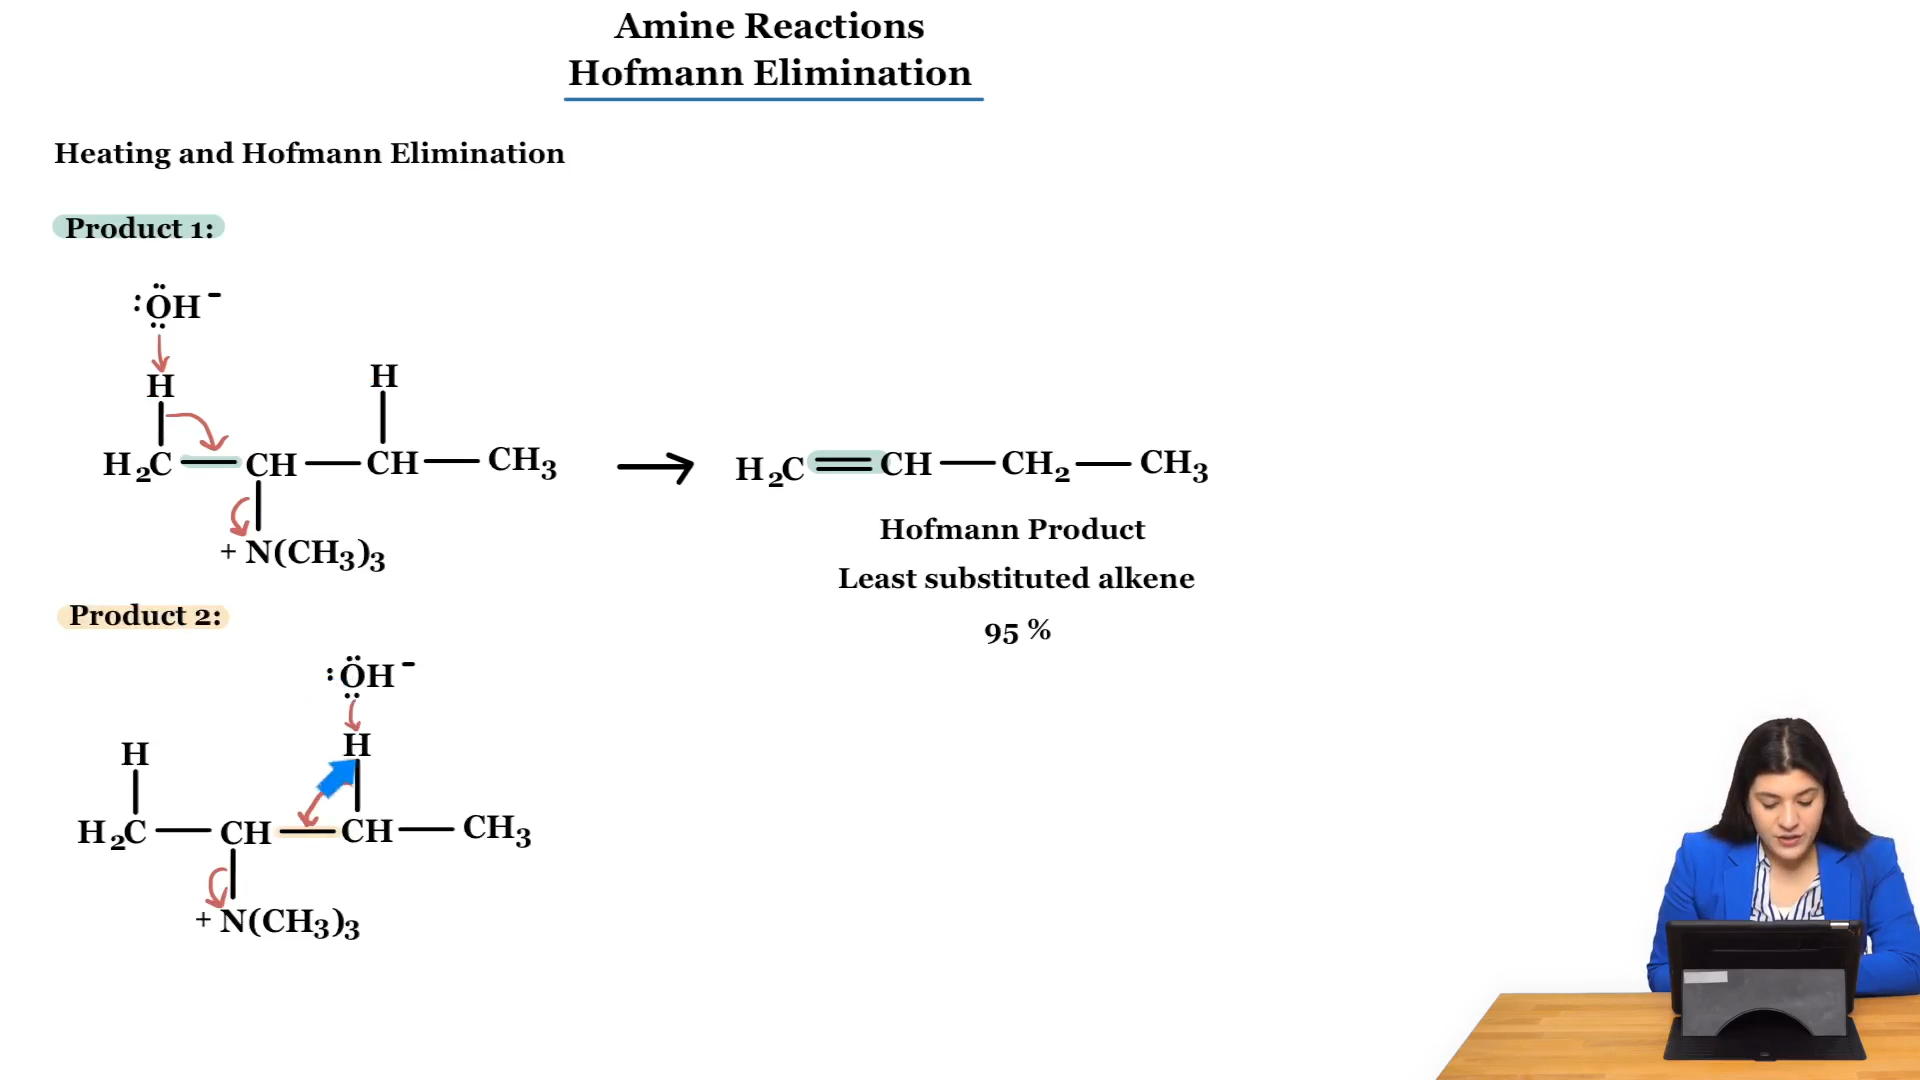 Amine Reactions
Hofmann Elimination
Heating and Hofmann Elimination
Product 1:
:ÖH⁻
H
H
H₂C — CH — CH — CH₃
+ N(CH₃)₃
H₂C = CH — CH₂ — CH₃
Hofmann Product
Least substituted alkene
95 %
Product 2:
:ÖH⁻
H
H
H₂C — CH — CH — CH₃
+ N(CH₃)₃